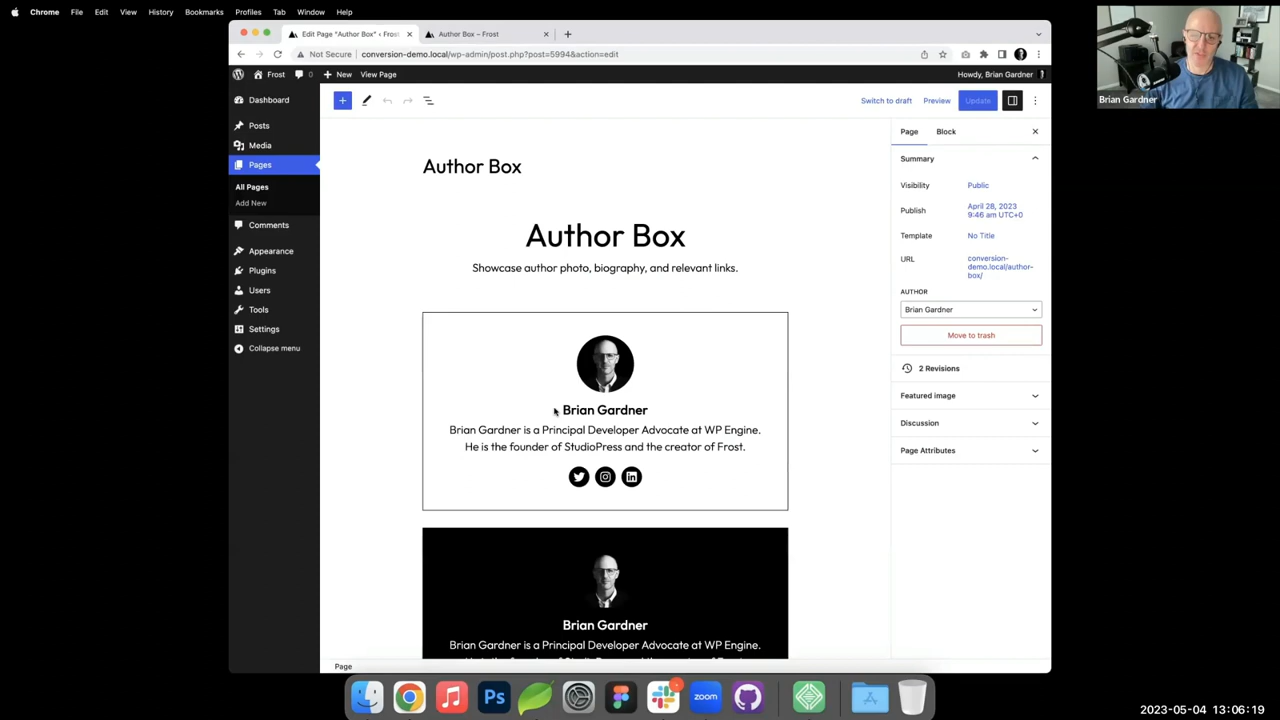 Chrome File Edit View History Bookmarks Profiles Tab Window Help
Edit Page "Author Box" ‹ Frost
Author Box – Frost
Not Secure conversion-demo.local/wp-admin/post.php?post=5994&action=edit
Frost 0 New View Page Howdy, Brian Gardner
Dashboard
Posts
Media
Pages
All Pages
Add New
Comments
Appearance
Plugins
Users
Tools
Settings
Collapse menu
Switch to draft Preview Update
Author Box
Author Box
Showcase author photo, biography, and relevant links.
Brian Gardner
Brian Gardner is a Principal Developer Advocate at WP Engine.
He is the founder of StudioPress and the creator of Frost.
Brian Gardner
Brian Gardner is a Principal Developer Advocate at WP Engine.
Page
Page Block
Summary
Visibility Public
Publish April 28, 2023
9:46 am UTC+0
Template No Title
URL conversion-
demo.local/author-
box/
AUTHOR
Brian Gardner
Move to trash
2 Revisions
Featured image
Discussion
Page Attributes
Brian Gardner
Ps
zoom
2023-05-04 13:06:19